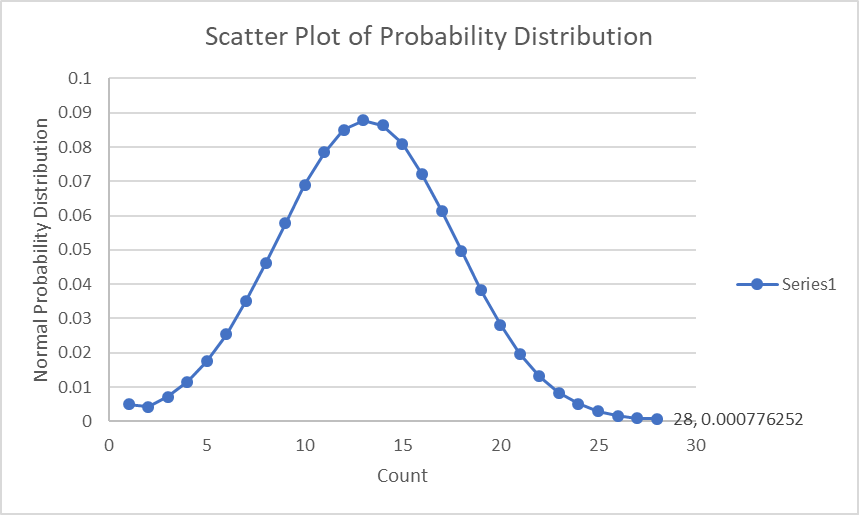 Scatter Plot of Probability Distribution
Normal Probability Distribution
0.1
0.09
0.08
0.07
0.06
0.05
0.04
0.03
0.02
0.01
0
28, 0.000776252
0 5 10 15 20 25 30
Count
Series1